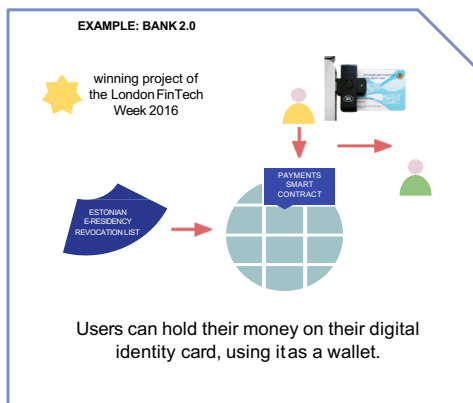 EXAMPLE: BANK 2.0
winning project of
the London FinTech
Week 2016
PAYMENTS
SMART
CONTRACT
ESTONIAN
E-RESIDENCY
REVOCATION LIST
Users can hold their money on their digital
identity card, using it as a wallet.